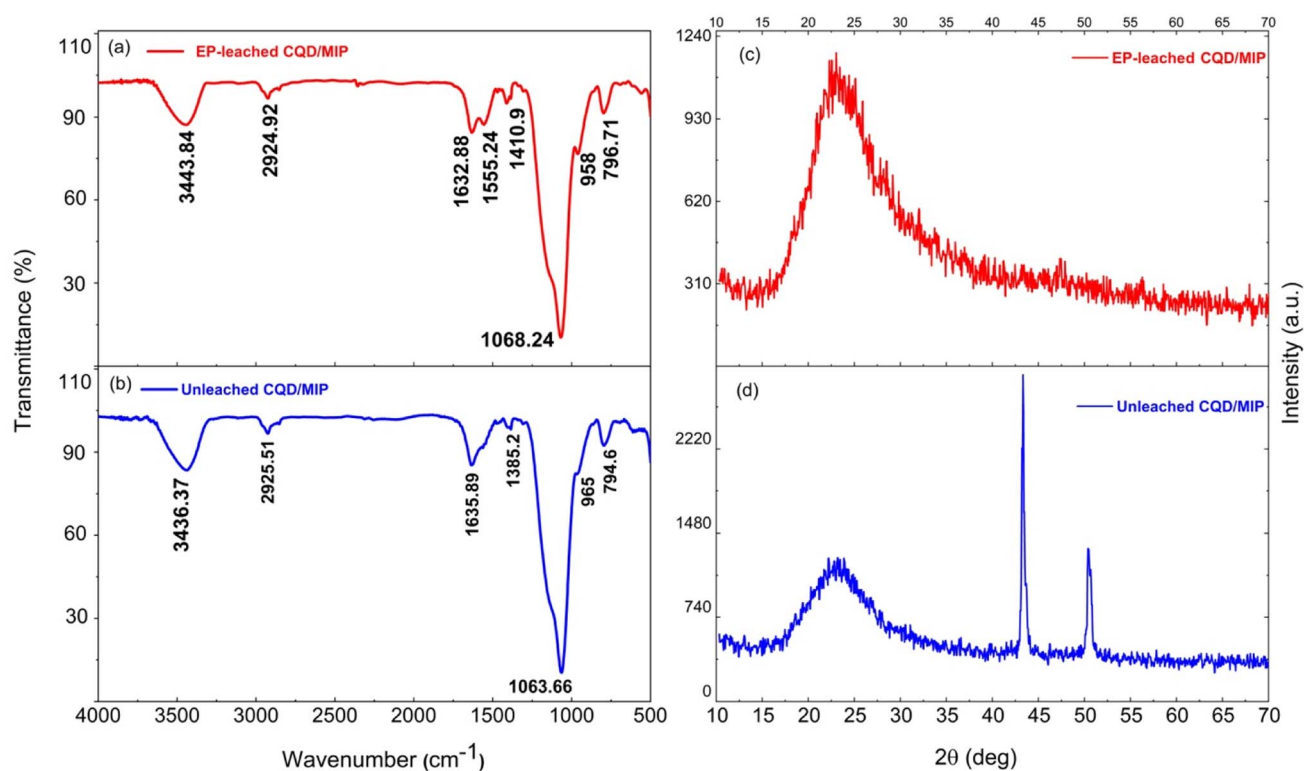 10 15 20 25 30 35 40 45 50 55 60 65 70
(a) EP-leached CQD/MIP
110
90
60
30
3443.84
2924.92
1632.88
1555.24
1410.9
1068.24
958
796.71
(b) Unleached CQD/MIP
110
90
60
30
3436.37
2925.51
1635.89
1385.2
1063.66
965
794.6
Transmittance (%)
4000 3500 3000 2500 2000 1500 1000 500
Wavenumber (cm-1)
(c) EP-leached CQD/MIP
1240
930
620
310
(d) Unleached CQD/MIP
2220
1480
740
0
Intensity (a.u.)
10 15 20 25 30 35 40 45 50 55 60 65 70
2θ (deg)